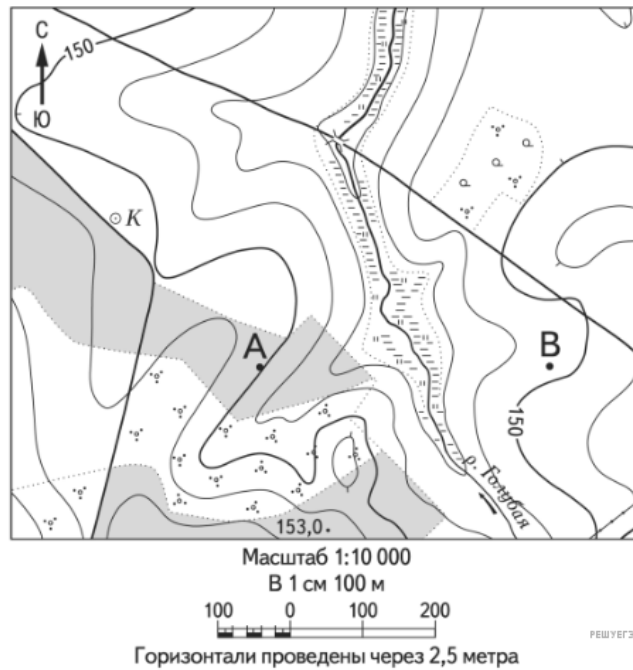 С
150
Ю
К
А
В
150
р. Голубая
153,0
Масштаб 1:10 000
В 1 см 100 м
100 0 100 200
Горизонтали проведены через 2,5 метра
РЕШУЕГЭ